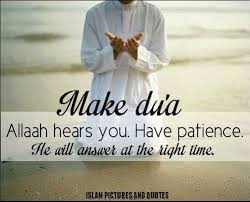 Make du'a
Allaah hears you. Have patience.
He will answer at the right time.
ISLAM PICTURES AND QUOTES